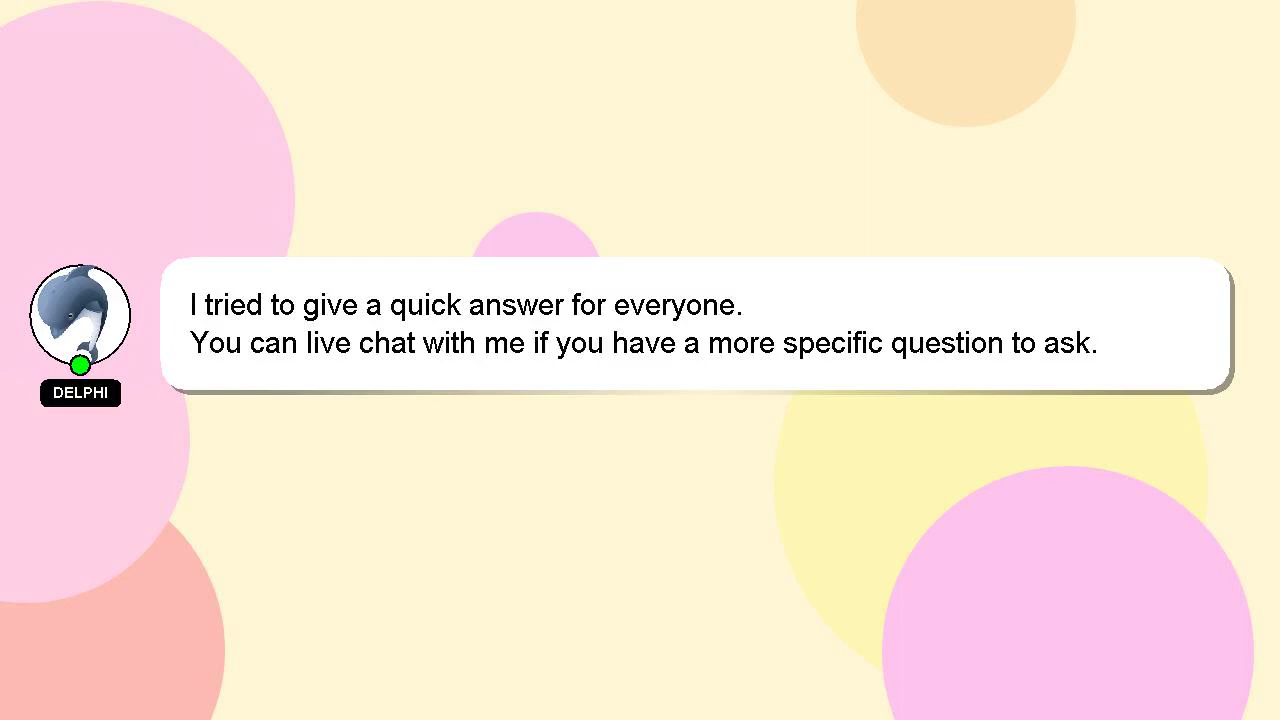 I tried to give a quick answer for everyone.
You can live chat with me if you have a more specific question to ask.
DELPHI